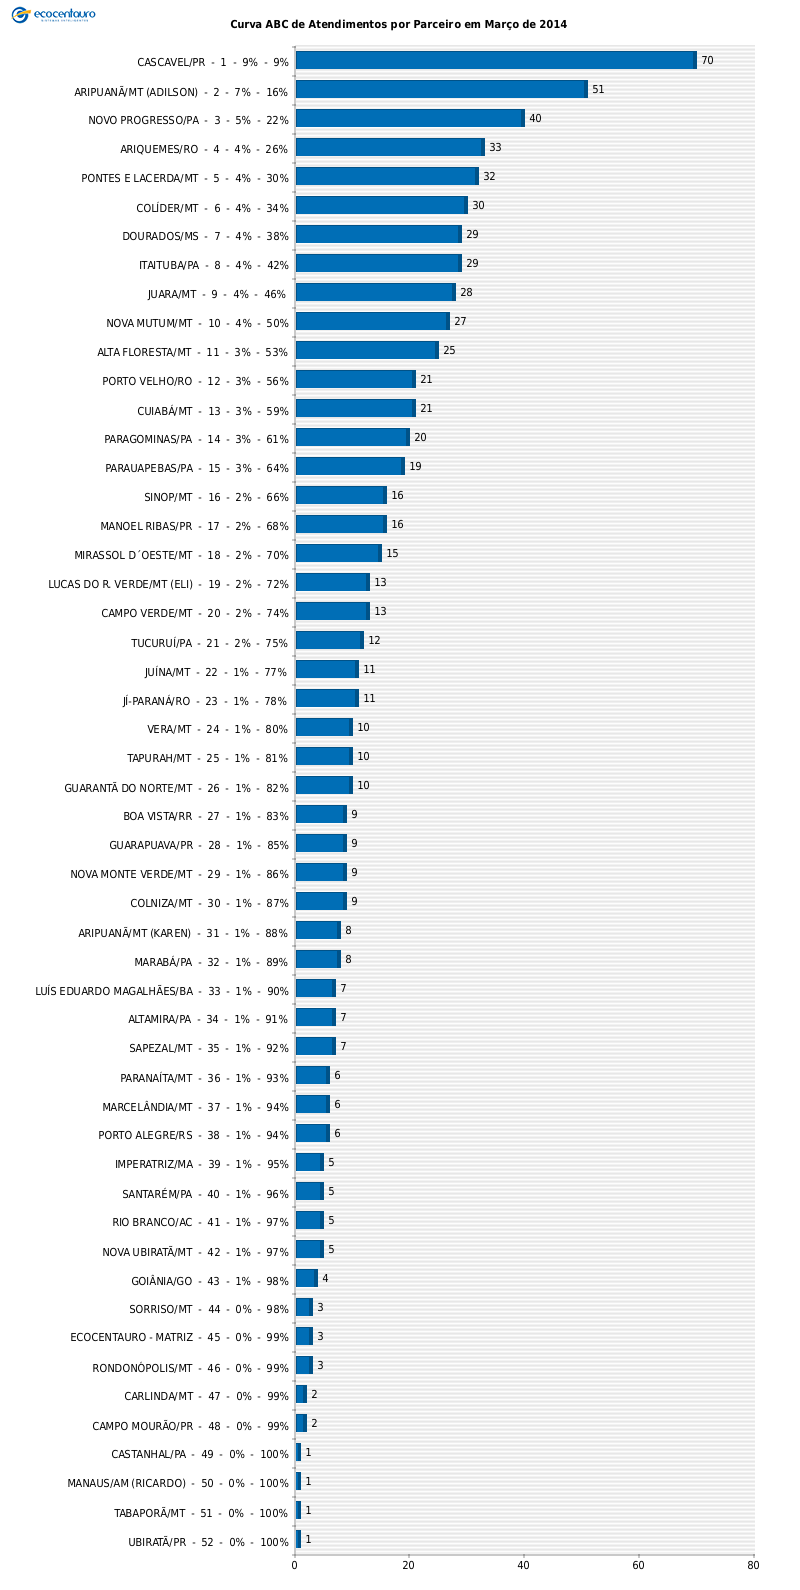 ecocentauro
Curva ABC de Atendimentos por Parceiro em Março de 2014
CASCAVEL/PR - 1 - 9% - 9% 70
ARIPUANÃ/MT (ADILSON) - 2 - 7% - 16% 51
NOVO PROGRESSO/PA - 3 - 5% - 22% 40
ARIQUEMES/RO - 4 - 4% - 26% 33
PONTES E LACERDA/MT - 5 - 4% - 30% 32
COLÍDER/MT - 6 - 4% - 34% 30
DOURADOS/MS - 7 - 4% - 38% 29
ITAITUBA/PA - 8 - 4% - 42% 29
JUARA/MT - 9 - 4% - 46% 28
NOVA MUTUM/MT - 10 - 4% - 50% 27
ALTA FLORESTA/MT - 11 - 3% - 53% 25
PORTO VELHO/RO - 12 - 3% - 56% 21
CUIABÁ/MT - 13 - 3% - 59% 21
PARAGOMINAS/PA - 14 - 3% - 61% 20
PARAUAPEBAS/PA - 15 - 3% - 64% 19
SINOP/MT - 16 - 2% - 66% 16
MANOEL RIBAS/PR - 17 - 2% - 68% 16
MIRASSOL D´OESTE/MT - 18 - 2% - 70% 15
LUCAS DO R. VERDE/MT (ELI) - 19 - 2% - 72% 13
CAMPO VERDE/MT - 20 - 2% - 74% 13
TUCURUÍ/PA - 21 - 2% - 75% 12
JUÍNA/MT - 22 - 1% - 77% 11
JÍ-PARANÁ/RO - 23 - 1% - 78% 11
VERA/MT - 24 - 1% - 80% 10
TAPURAH/MT - 25 - 1% - 81% 10
GUARANTÃ DO NORTE/MT - 26 - 1% - 82% 10
BOA VISTA/RR - 27 - 1% - 83% 9
GUARAPUAVA/PR - 28 - 1% - 85% 9
NOVA MONTE VERDE/MT - 29 - 1% - 86% 9
COLNIZA/MT - 30 - 1% - 87% 9
ARIPUANÃ/MT (KAREN) - 31 - 1% - 88% 8
MARABÁ/PA - 32 - 1% - 89% 8
LUÍS EDUARDO MAGALHÃES/BA - 33 - 1% - 90% 7
ALTAMIRA/PA - 34 - 1% - 91% 7
SAPEZAL/MT - 35 - 1% - 92% 7
PARANAÍTA/MT - 36 - 1% - 93% 6
MARCELÂNDIA/MT - 37 - 1% - 94% 6
PORTO ALEGRE/RS - 38 - 1% - 94% 6
IMPERATRIZ/MA - 39 - 1% - 95% 5
SANTARÉM/PA - 40 - 1% - 96% 5
RIO BRANCO/AC - 41 - 1% - 97% 5
NOVA UBIRATÃ/MT - 42 - 1% - 97% 5
GOIÂNIA/GO - 43 - 1% - 98% 4
SORRISO/MT - 44 - 0% - 98% 3
ECOCENTAURO - MATRIZ - 45 - 0% - 99% 3
RONDONÓPOLIS/MT - 46 - 0% - 99% 3
CARLINDA/MT - 47 - 0% - 99% 2
CAMPO MOURÃO/PR - 48 - 0% - 99% 2
CASTANHAL/PA - 49 - 0% - 100% 1
MANAUS/AM (RICARDO) - 50 - 0% - 100% 1
TABAPORÃ/MT - 51 - 0% - 100% 1
UBIRATÃ/PR - 52 - 0% - 100% 1
0 20 40 60 80